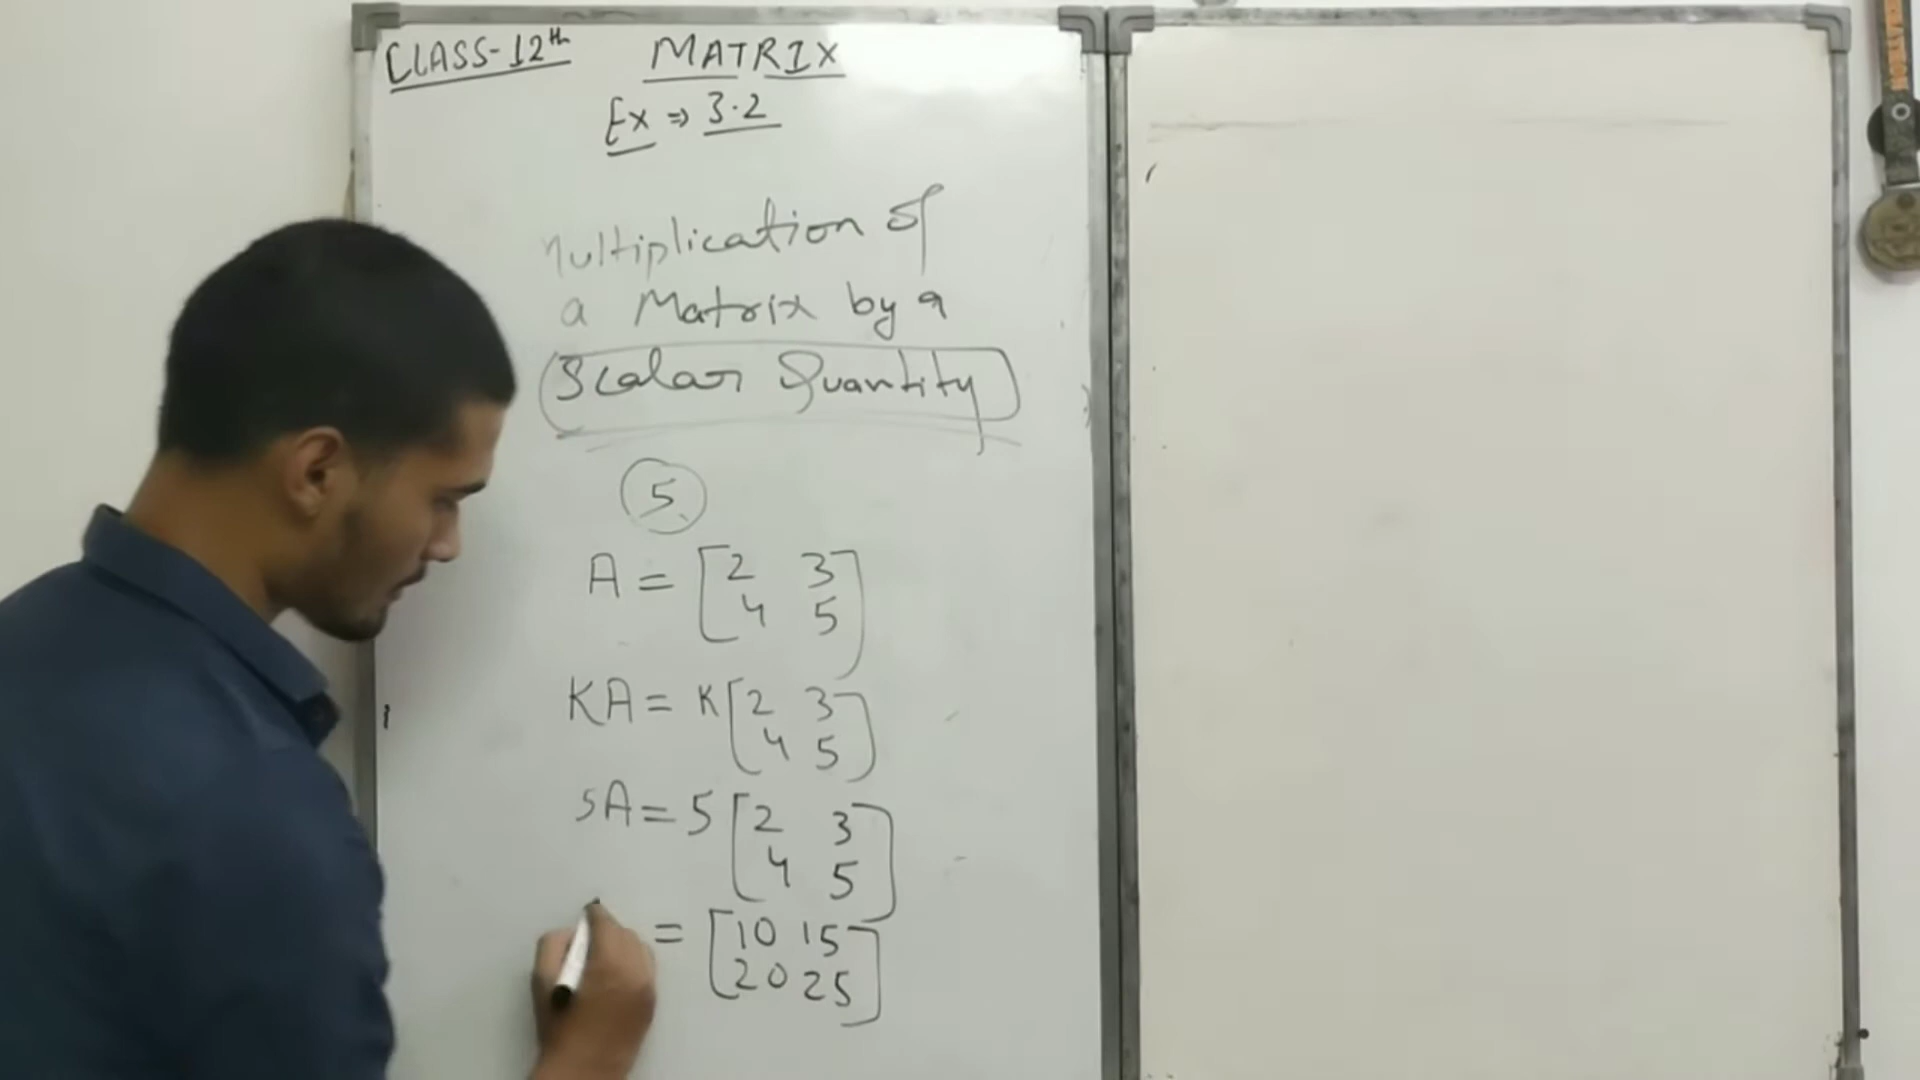 CLASS-12th MATRIX
Ex ⇒ 3.2
Multiplication of
a Matrix by a
Scalar Quantity
5
A = [2 3
4 5]
KA = K[2 3
4 5]
5A = 5[2 3
4 5]
= [10 15
20 25]